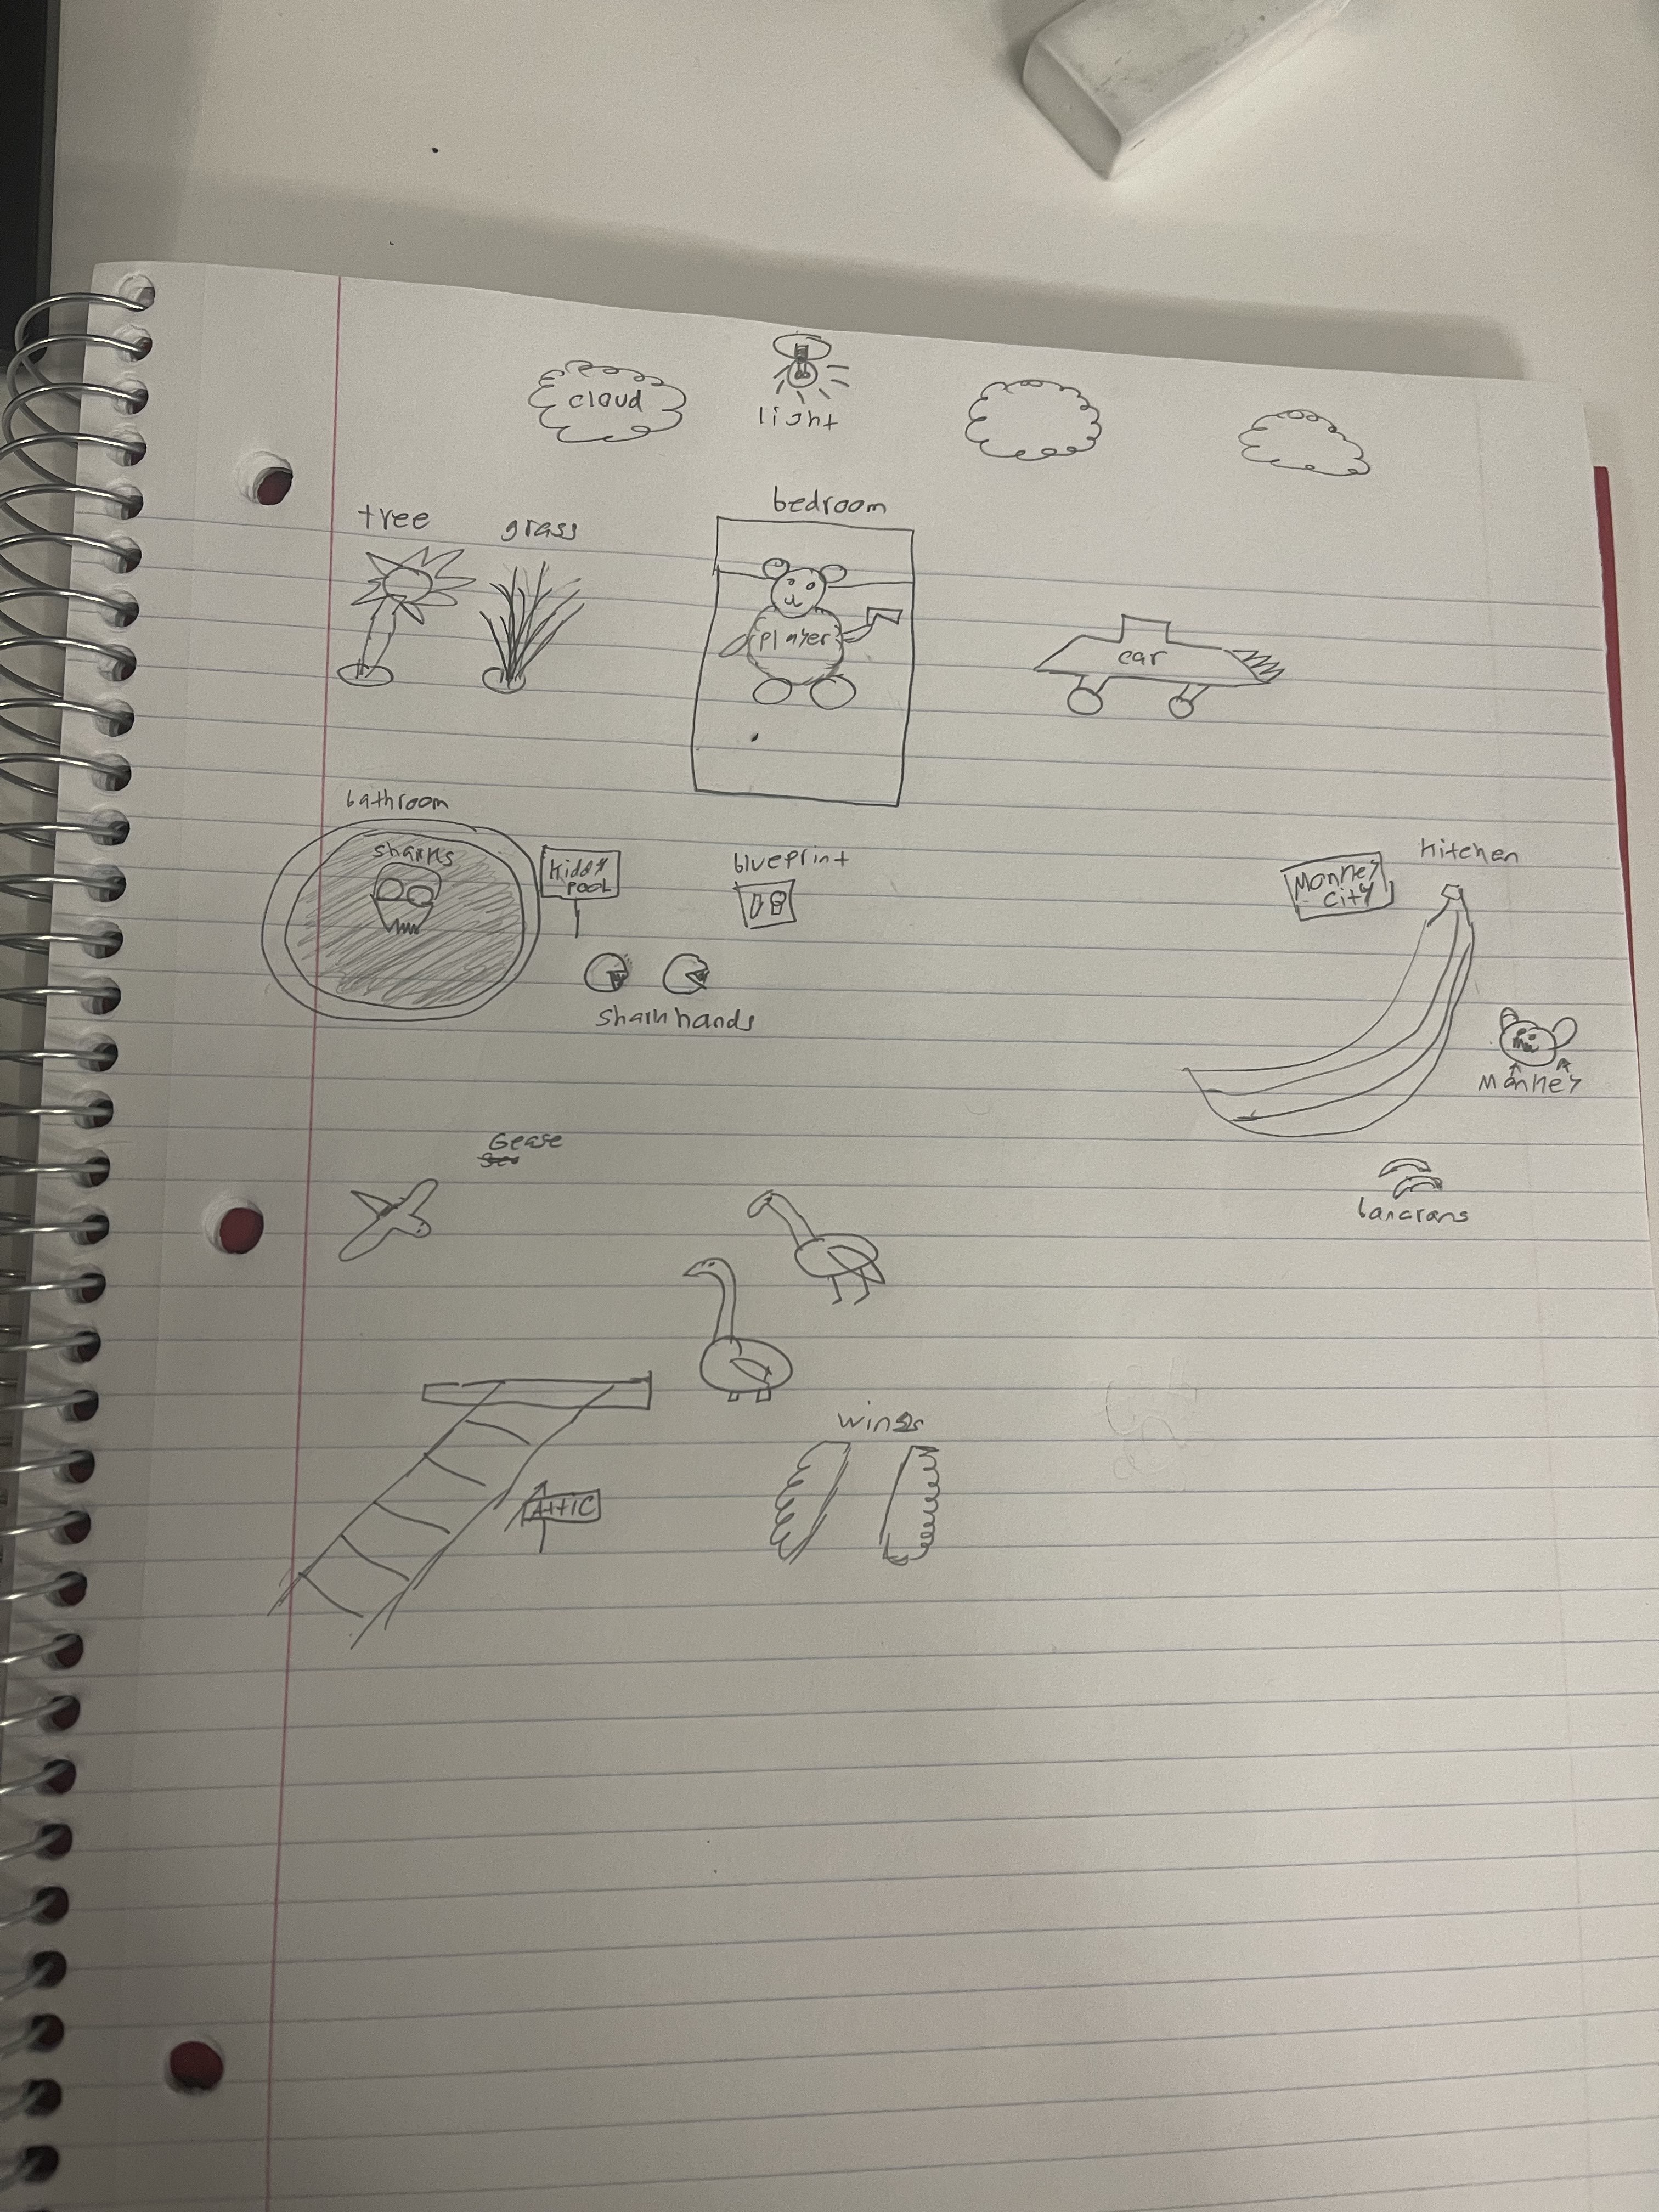 cloud
light
bedroom
tree
grass
player
car
bathroom
sharks
Kiddy
POOL
blueprint
kitchen
Monkey
City
Shark hands
Monkey
Gease
bananans
wings
Attic